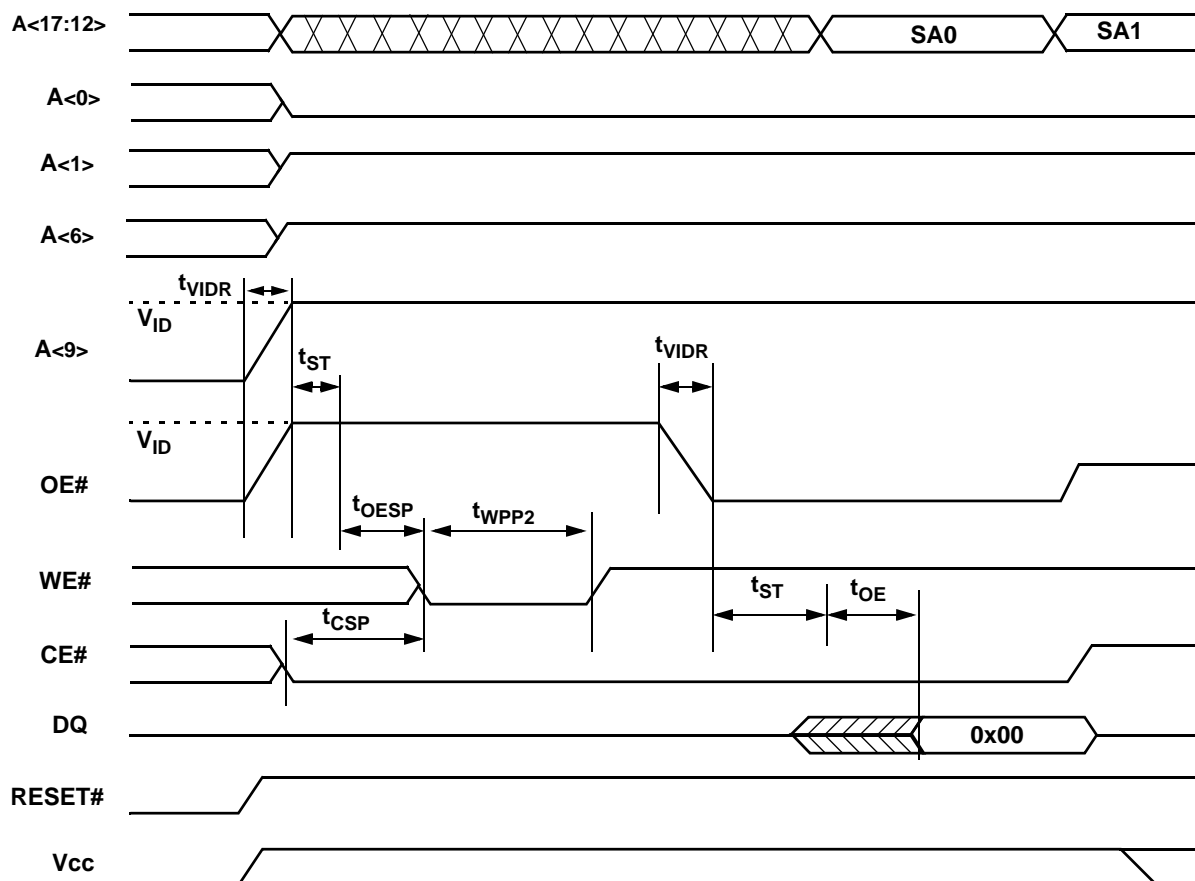 A<17:12>
SA0
SA1
A<0>
A<1>
A<6>
tVIDR
VID
A<9>
tST
tVIDR
VID
OE#
tOESP
tWPP2
WE#
tST
tOE
tCSP
CE#
DQ
0x00
RESET#
Vcc